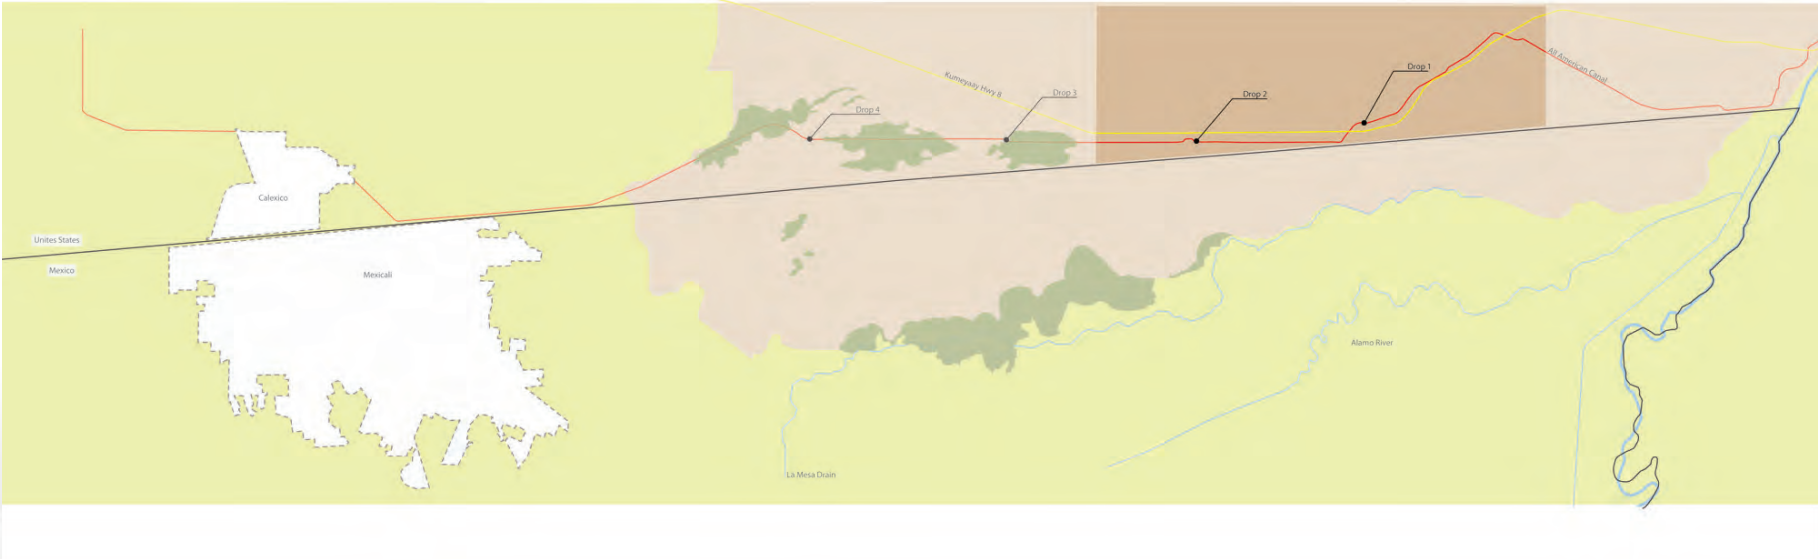 All American Canal
Drop 1
Kumeyaay Hwy 8
Drop 3
Drop 2
Drop 4
Calexico
Unites States
Mexico
Mexicali
Alamo River
La Mesa Drain